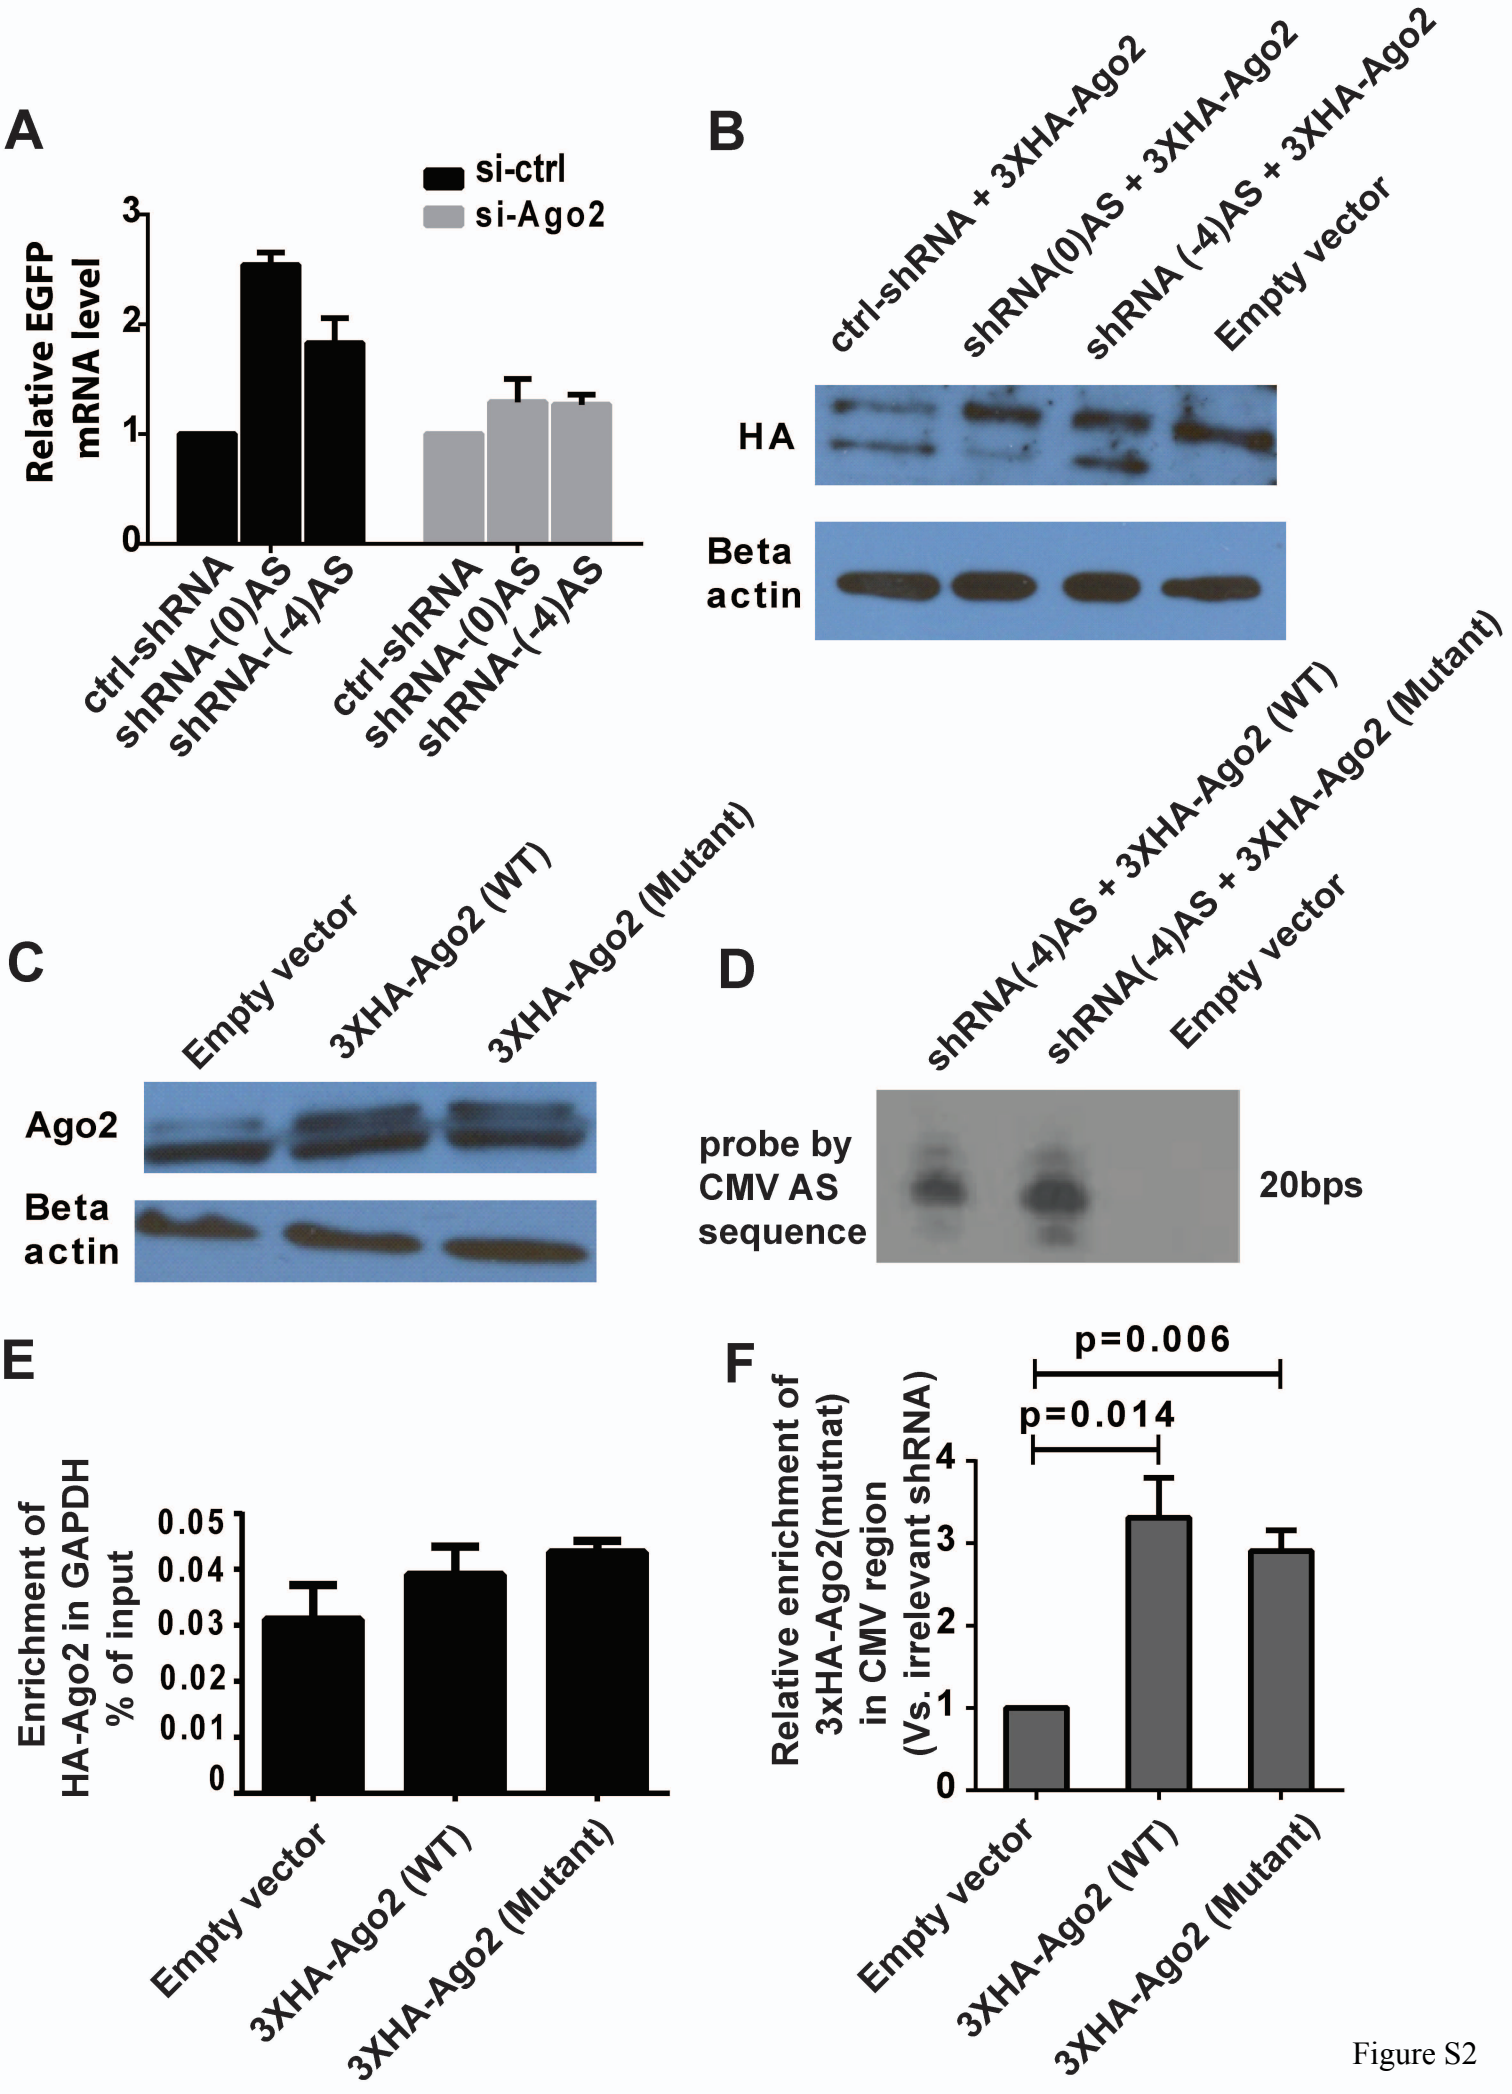 A
si-ctrl
si-Ago2
Relative EGFP
mRNA level
3
2
1
0
ctrl-shRNA
shRNA-(0)AS
shRNA-(-4)AS
ctrl-shRNA
shRNA-(0)AS
shRNA-(-4)AS
B
ctrl-shRNA + 3XHA-Ago2
shRNA(0)AS + 3XHA-Ago2
shRNA (-4)AS + 3XHA-Ago2
Empty vector
HA
Beta
actin
C
Empty vector
3XHA-Ago2 (WT)
3XHA-Ago2 (Mutant)
Ago2
Beta
actin
D
shRNA(-4)AS + 3XHA-Ago2 (WT)
shRNA(-4)AS + 3XHA-Ago2 (Mutant)
Empty vector
probe by
CMV AS
sequence
20bps
E
Enrichment of
HA-Ago2 in GAPDH
% of input
0.05
0.04
0.03
0.02
0.01
0
Empty vector
3XHA-Ago2 (WT)
3XHA-Ago2 (Mutant)
F
p=0.006
p=0.014
Relative enrichment of
3xHA-Ago2(mutnat)
in CMV region
(Vs. irrelevant shRNA)
4
3
2
1
0
Empty vector
3XHA-Ago2 (WT)
3XHA-Ago2 (Mutant)
Figure S2